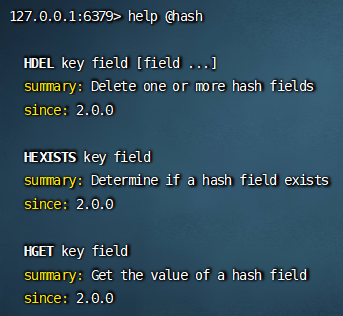 127.0.0.1:6379> help @hash
HDEL key field [field ...]
summary: Delete one or more hash fields
since: 2.0.0
HEXISTS key field
summary: Determine if a hash field exists
since: 2.0.0
HGET key field
summary: Get the value of a hash field
since: 2.0.0